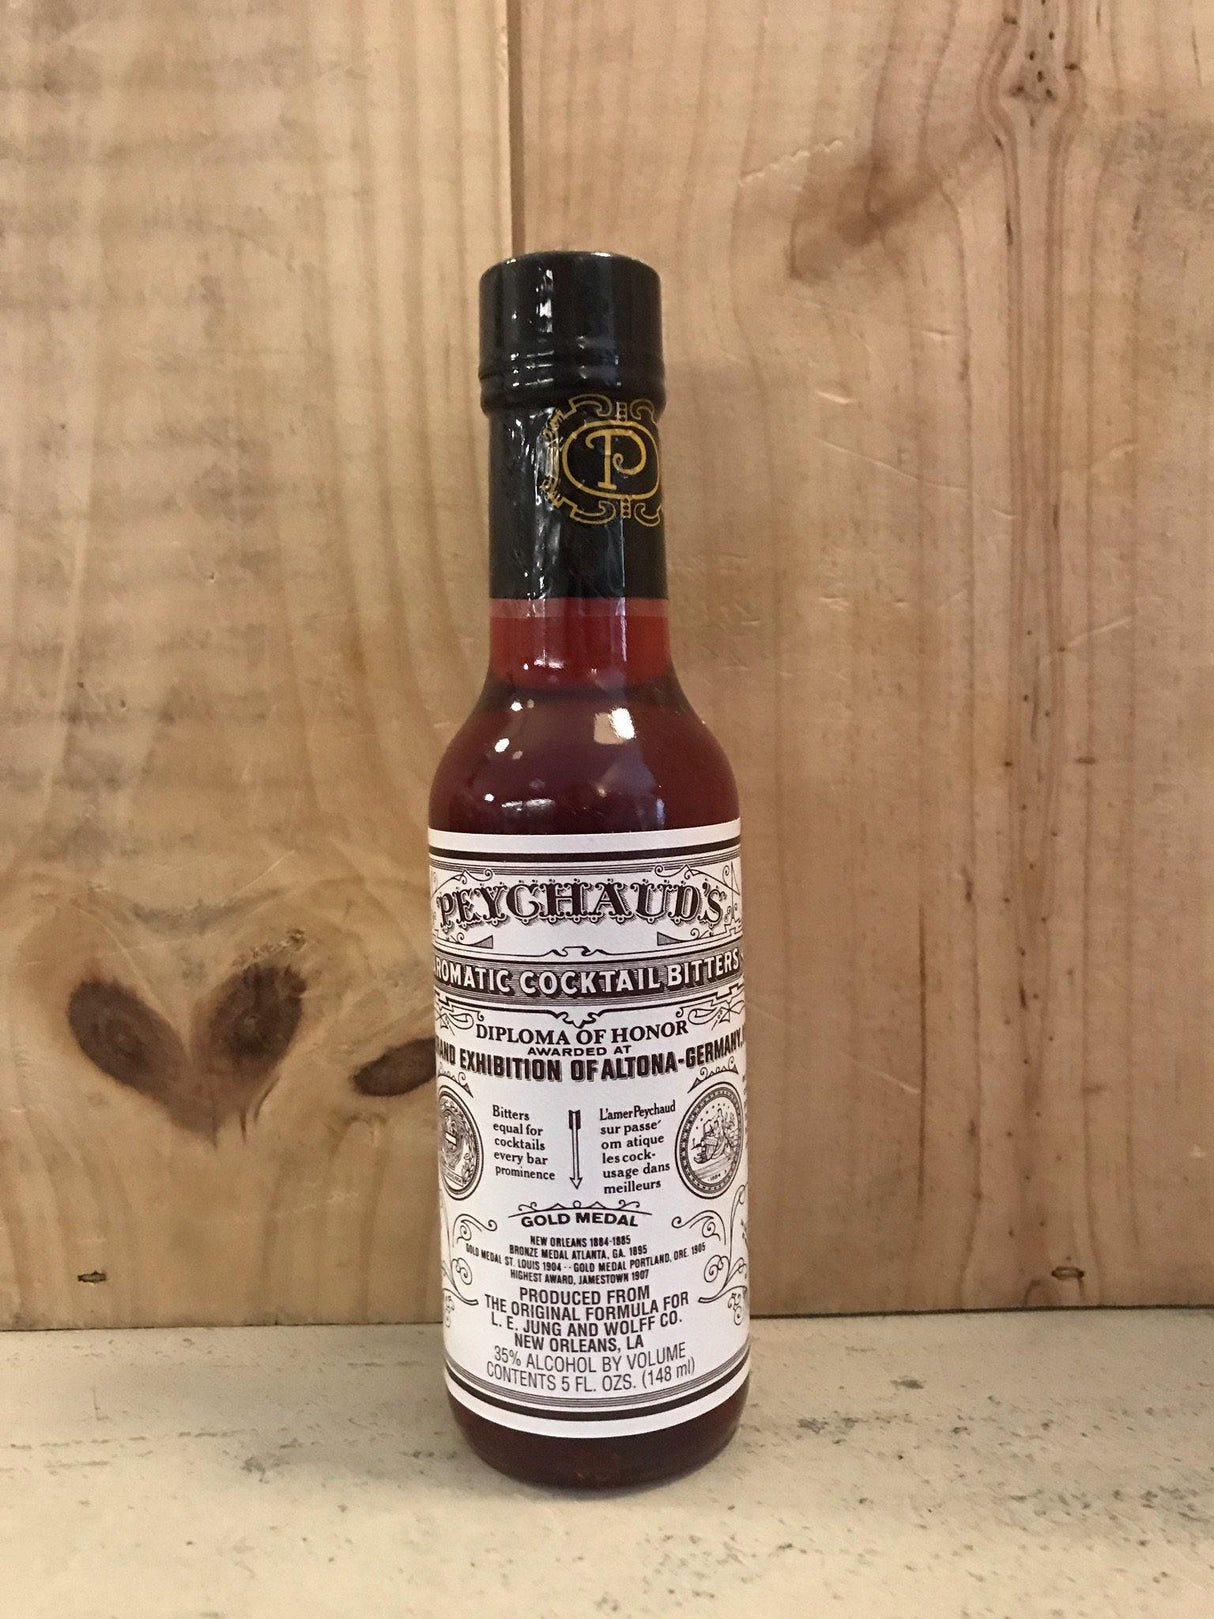 P
PEYCHAUD'S
ROMATIC COCKTAIL BITTERS
DIPLOMA OF HONOR
AWARDED AT
AND EXHIBITION OF ALTONA-GERMANY,
Bitters
equal for
cocktails
every bar
prominence
L'amer Peychaud
sur passe´
om atique
les cock-
usage dans
meilleurs
GOLD MEDAL
NEW ORLEANS 1884-1885
BRONZE MEDAL ATLANTA, GA. 1895
GOLD MEDAL ST. LOUIS 1904 -- GOLD MEDAL PORTLAND, ORE. 1905
HIGHEST AWARD, JAMESTOWN 1907
PRODUCED FROM
THE ORIGINAL FORMULA FOR
L. E. JUNG AND WOLFF CO.
NEW ORLEANS, LA
35% ALCOHOL BY VOLUME
CONTENTS 5 FL. OZS. (148 ml)